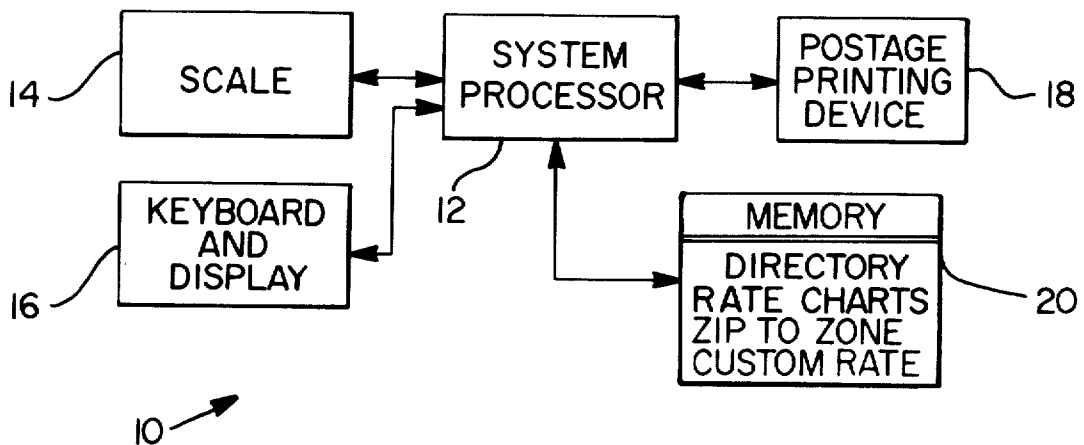 14
SCALE
SYSTEM
PROCESSOR
12
POSTAGE
PRINTING
DEVICE
18
KEYBOARD
AND
DISPLAY
16
MEMORY
DIRECTORY
RATE CHARTS
ZIP TO ZONE
CUSTOM RATE
20
10